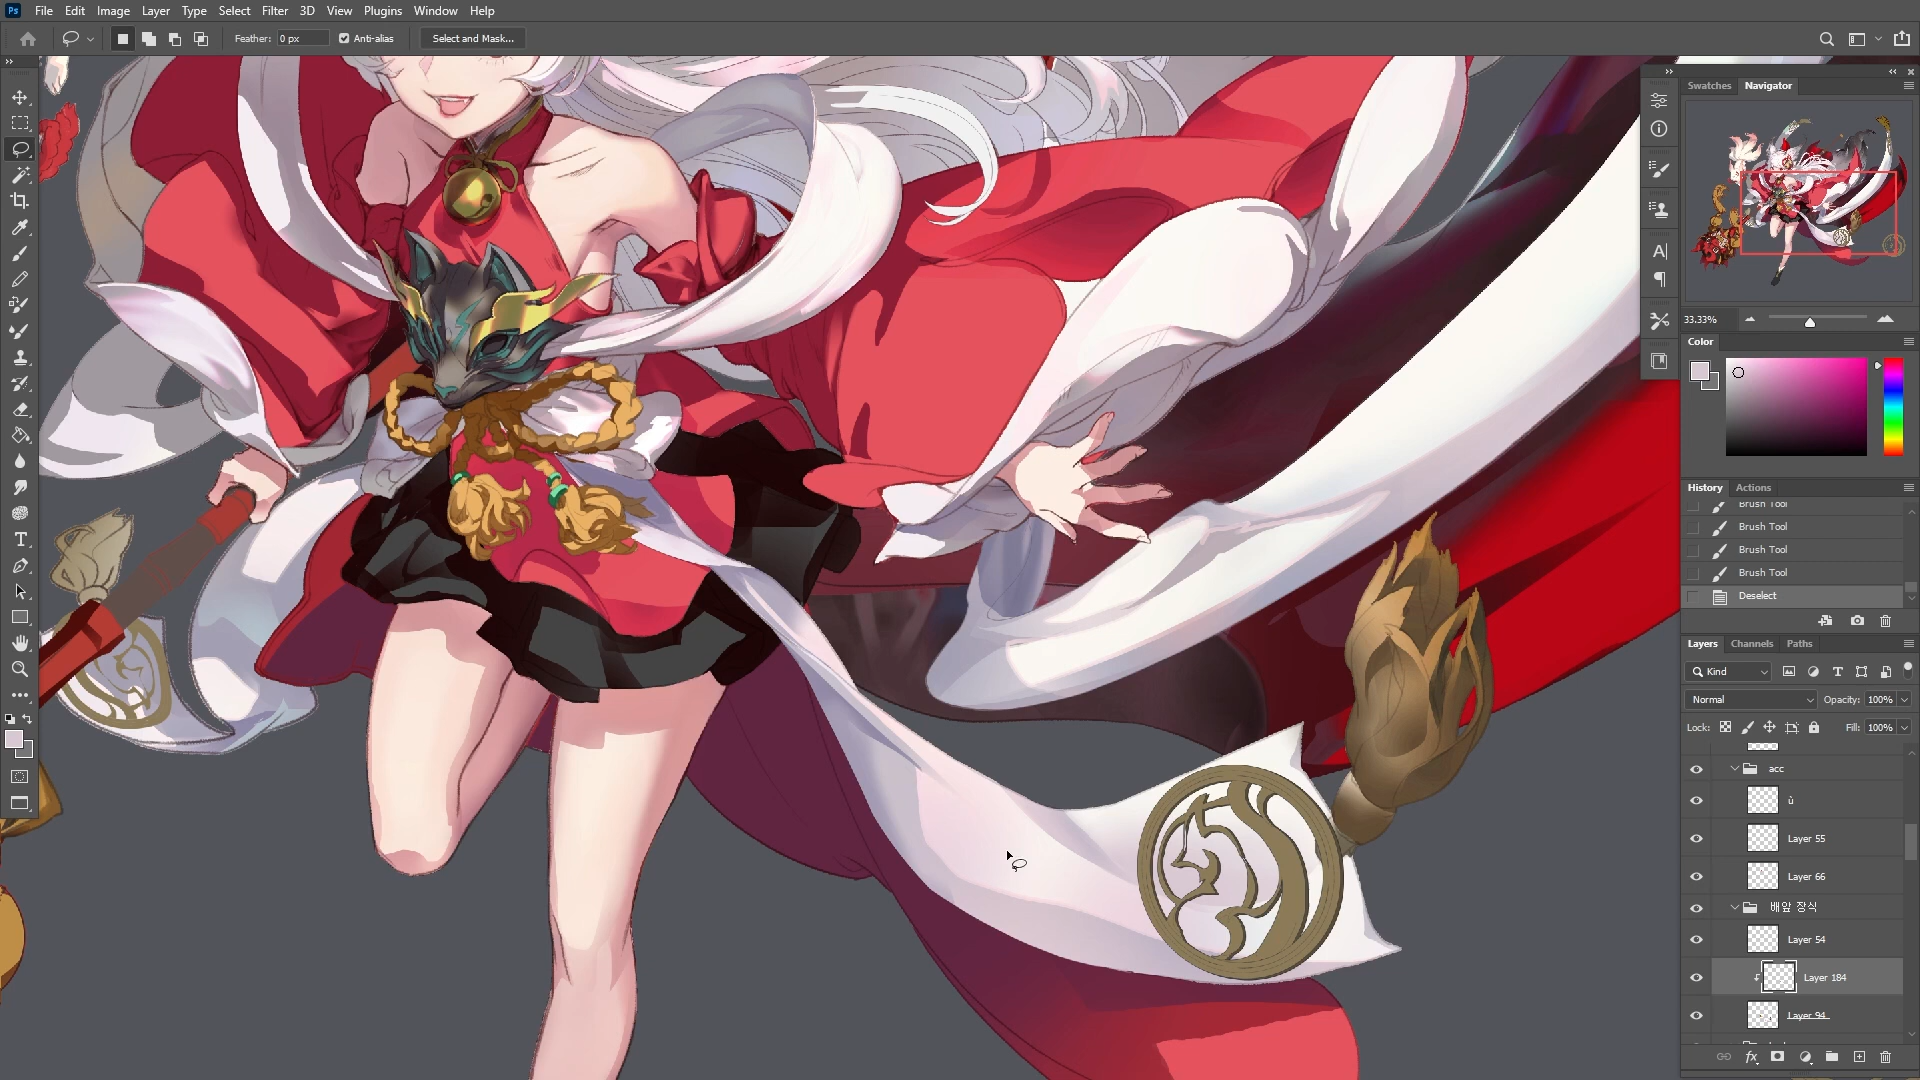 Ps File Edit Image Layer Type Select Filter 3D View Plugins Window Help
Feather: 0 px Anti-alias Select and Mask...
Swatches Navigator
33.33%
Color
History Actions
Brush Tool
Brush Tool
Brush Tool
Brush Tool
Deselect
Layers Channels Paths
Kind
Normal Opacity: 100%
Lock: Fill: 100%
acc
ù
Layer 55
Layer 66
배앞 장식
Layer 54
Layer 184
Layer 94